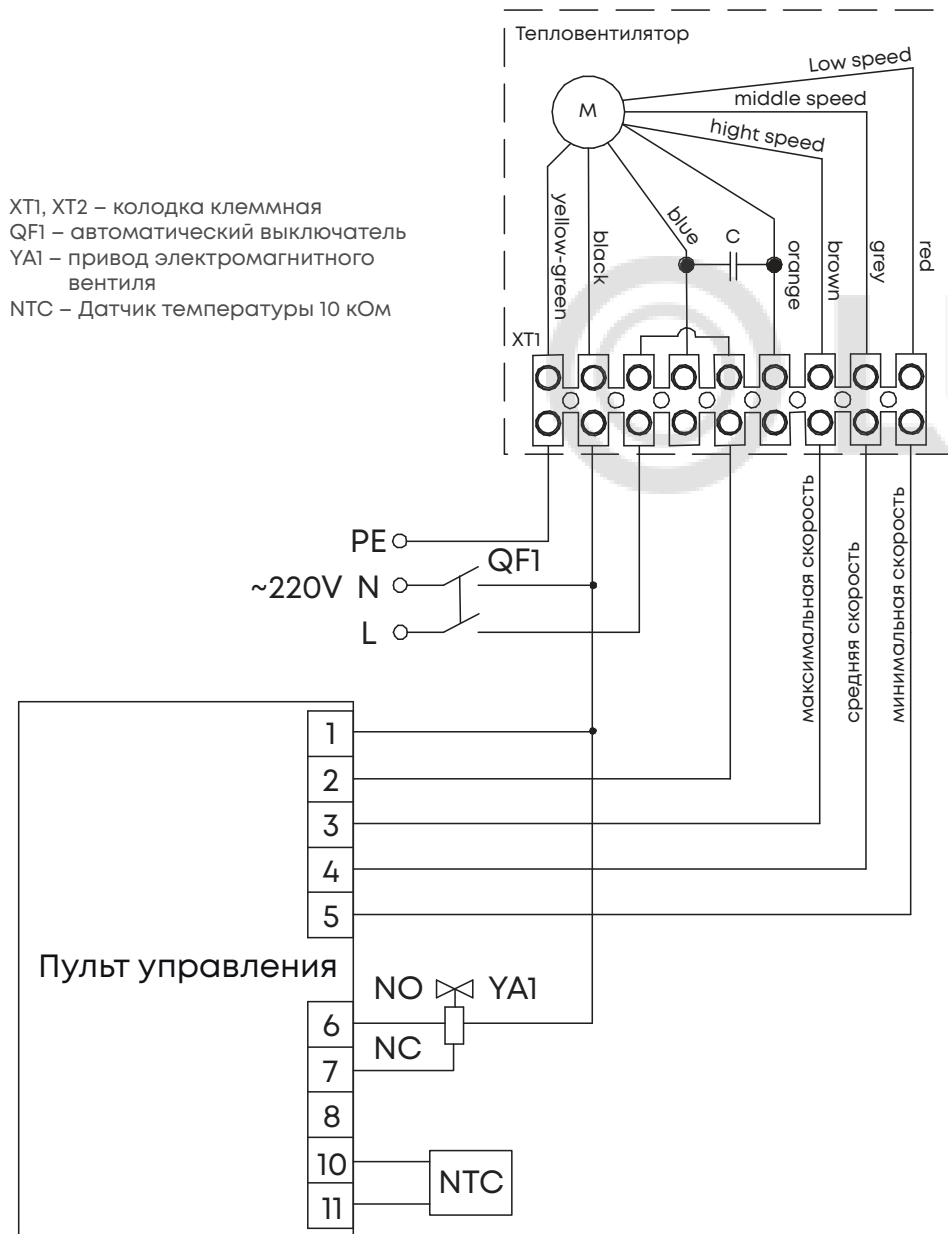 Тепловентилятор
Low speed
middle speed
hight speed
M
XT1, XT2 – колодка клеммная
QF1 – автоматический выключатель
YA1 – привод электромагнитного
вентиля
NTC – Датчик температуры 10 кОм
yellow-green
black
blue
C
orange
brown
grey
red
XT1
PE
QF1
~220V N
L
максимальная скорость
средняя скорость
минимальная скорость
1
2
3
4
5
Пульт управления
NO YA1
6
NC
7
8
10
NTC
11